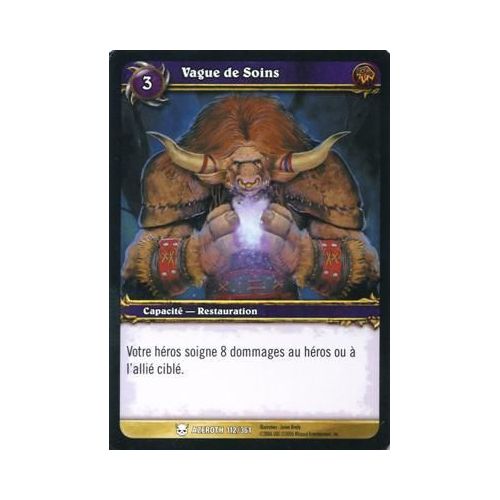 3
Vague de Soins
Capacité — Restauration
Votre héros soigne 8 dommages au héros ou à
l'allié ciblé.
AZEROTH 112/361